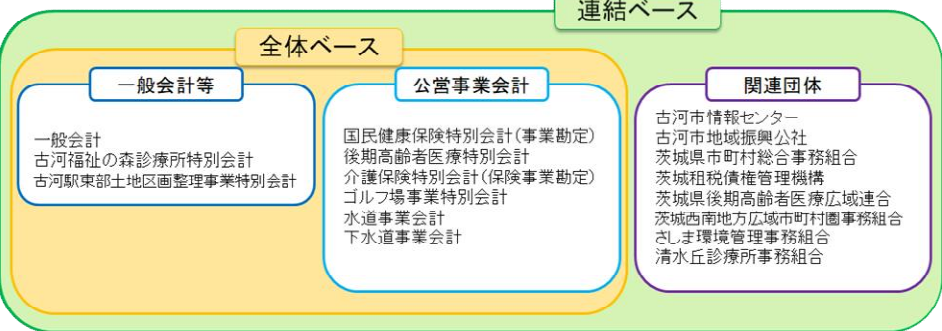 連結ベース
全体ベース
一般会計等
一般会計
古河福祉の森診療所特別会計
古河駅東部土地区画整理事業特別会計
公営事業会計
国民健康保険特別会計(事業勘定)
後期高齢者医療特別会計
介護保険特別会計(保険事業勘定)
ゴルフ場事業特別会計
水道事業会計
下水道事業会計
関連団体
古河市情報センター
古河市地域振興公社
茨城県市町村総合事務組合
茨城租税債権管理機構
茨城県後期高齢者医療広域連合
茨城西南地方広域市町村圏事務組合
さしま環境管理事務組合
清水丘診療所事務組合